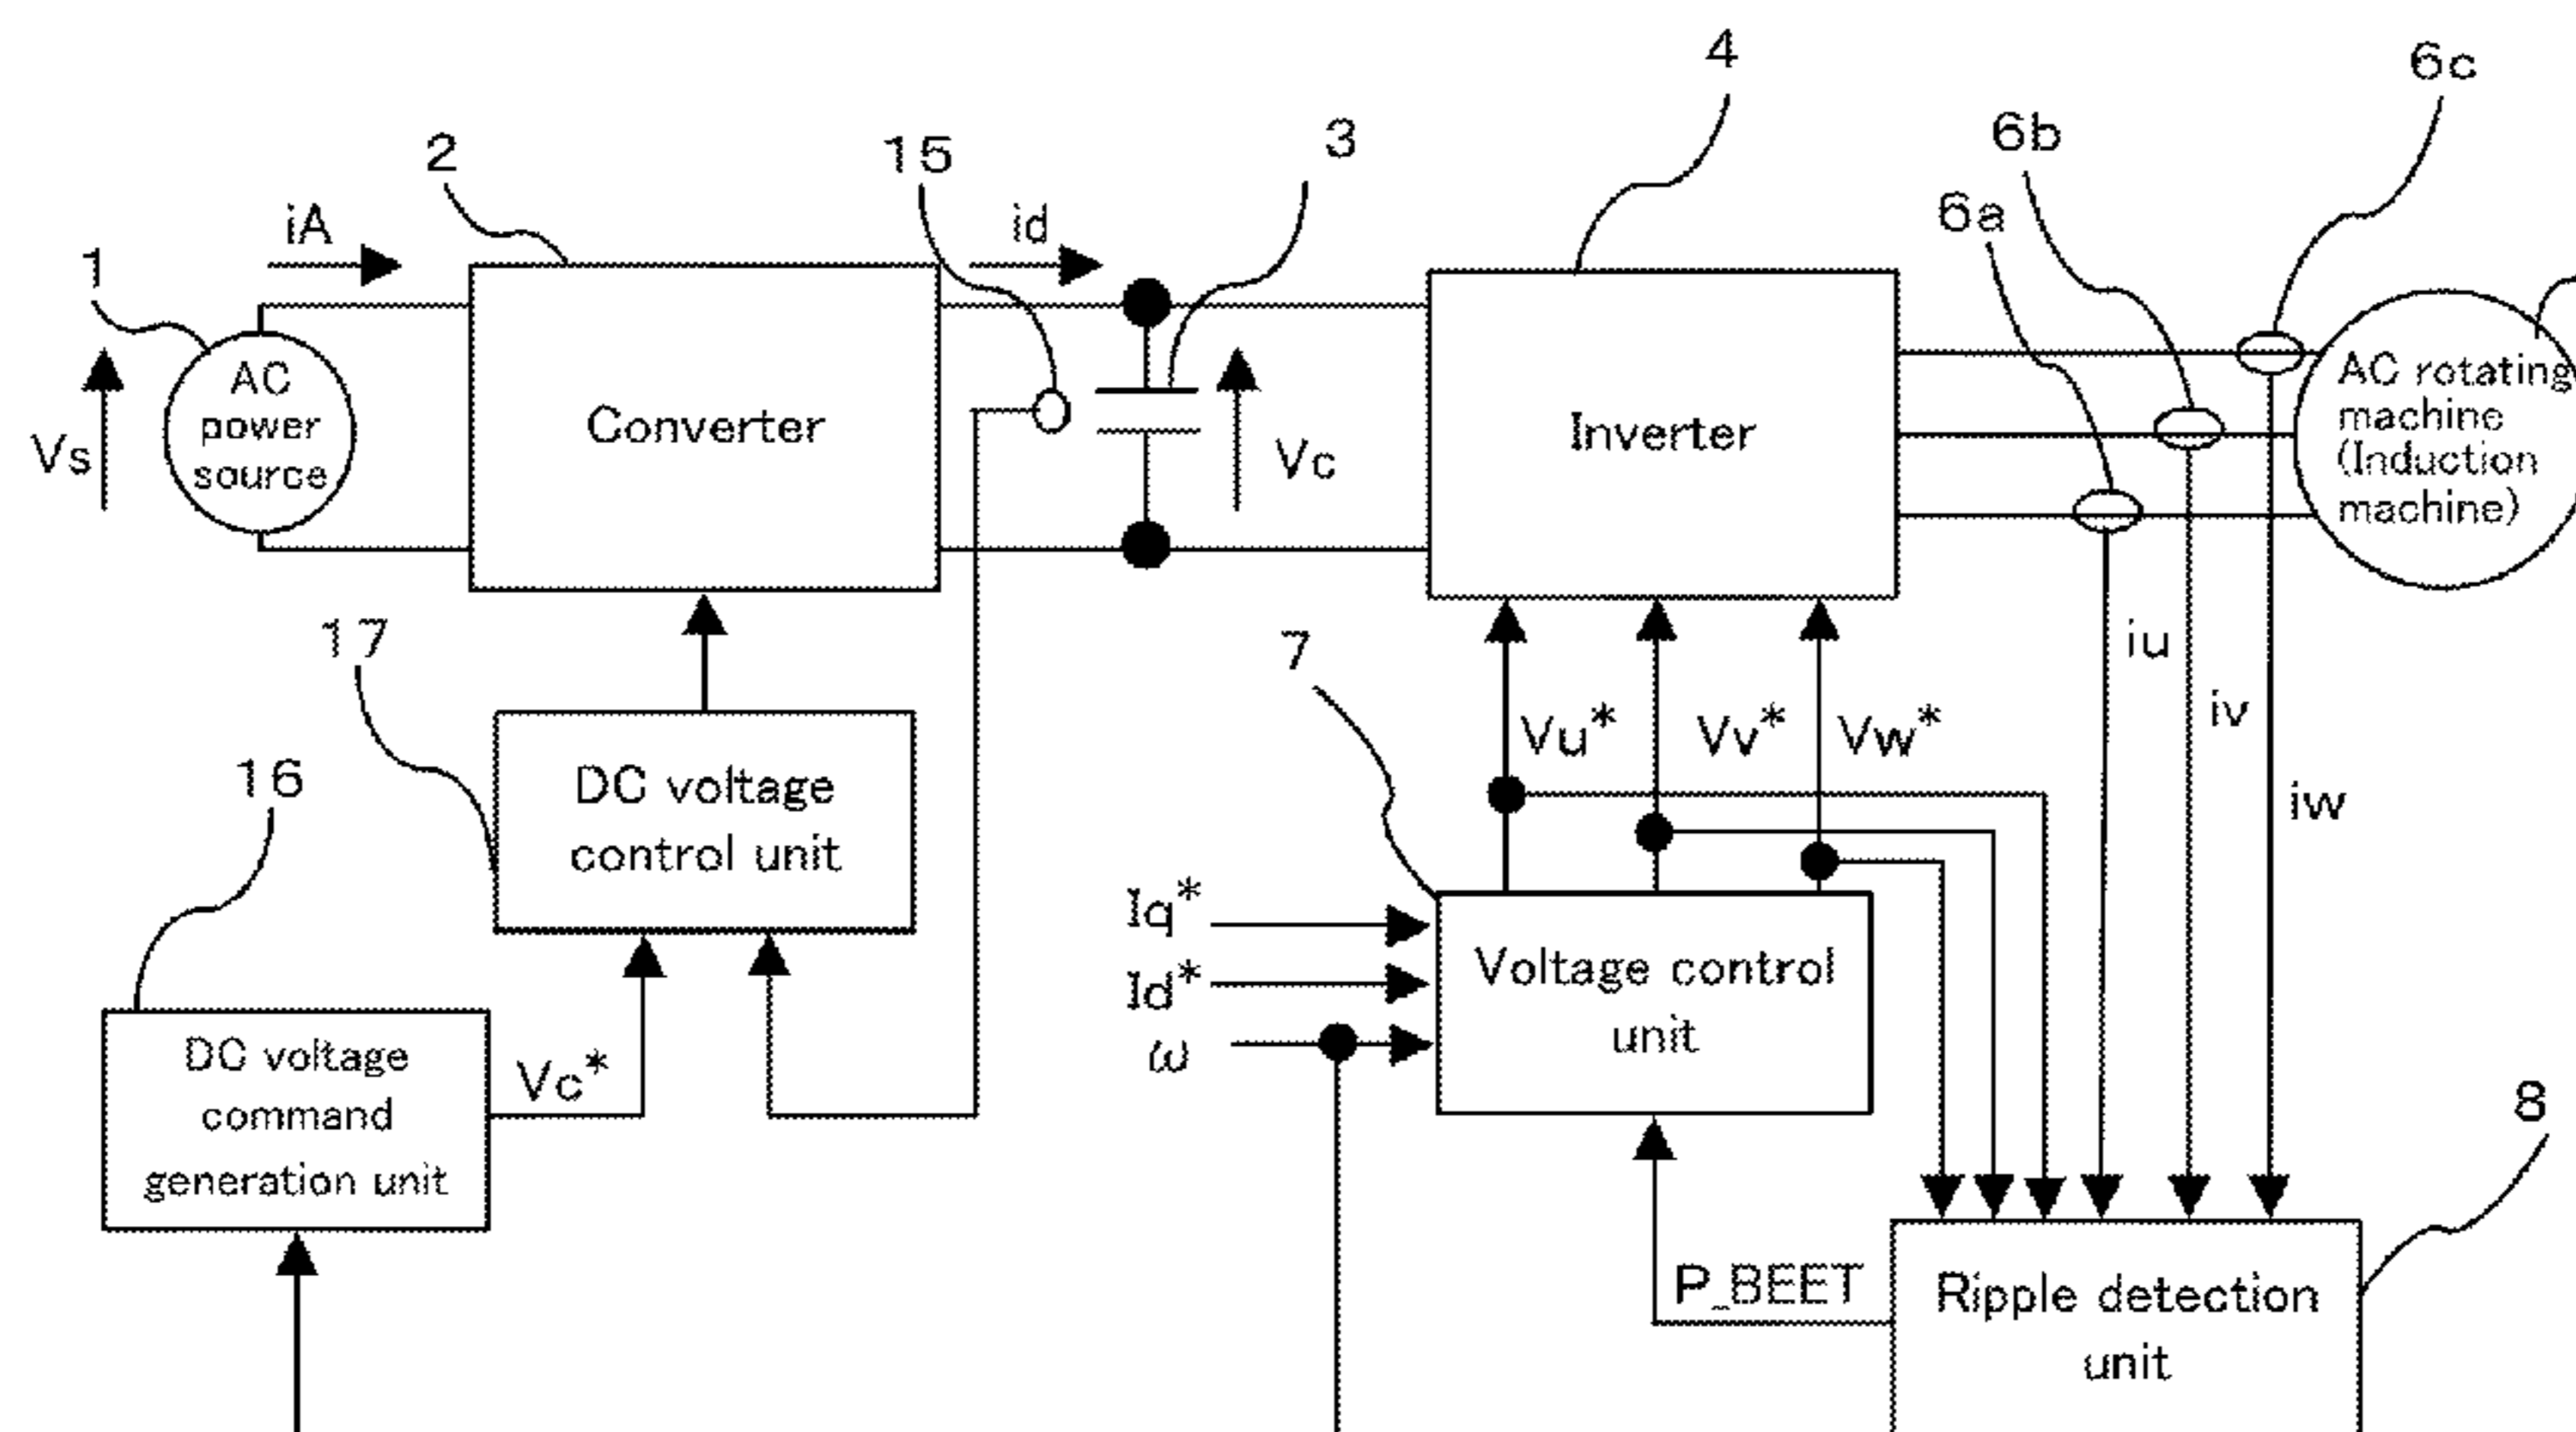 4
6c
6b
2
15
3
6a
iA
id
1
AC
power
source
Vs
Converter
Vc
Inverter
AC rotating
machine
(Induction
machine)
17
7
iu
iv
iw
Vu*
Vv*
Vw*
16
DC voltage
control unit
Iq*
Id*
ω
Voltage control
unit
DC voltage
command
generation unit
Vc*
8
P_BEET
Ripple detection
unit